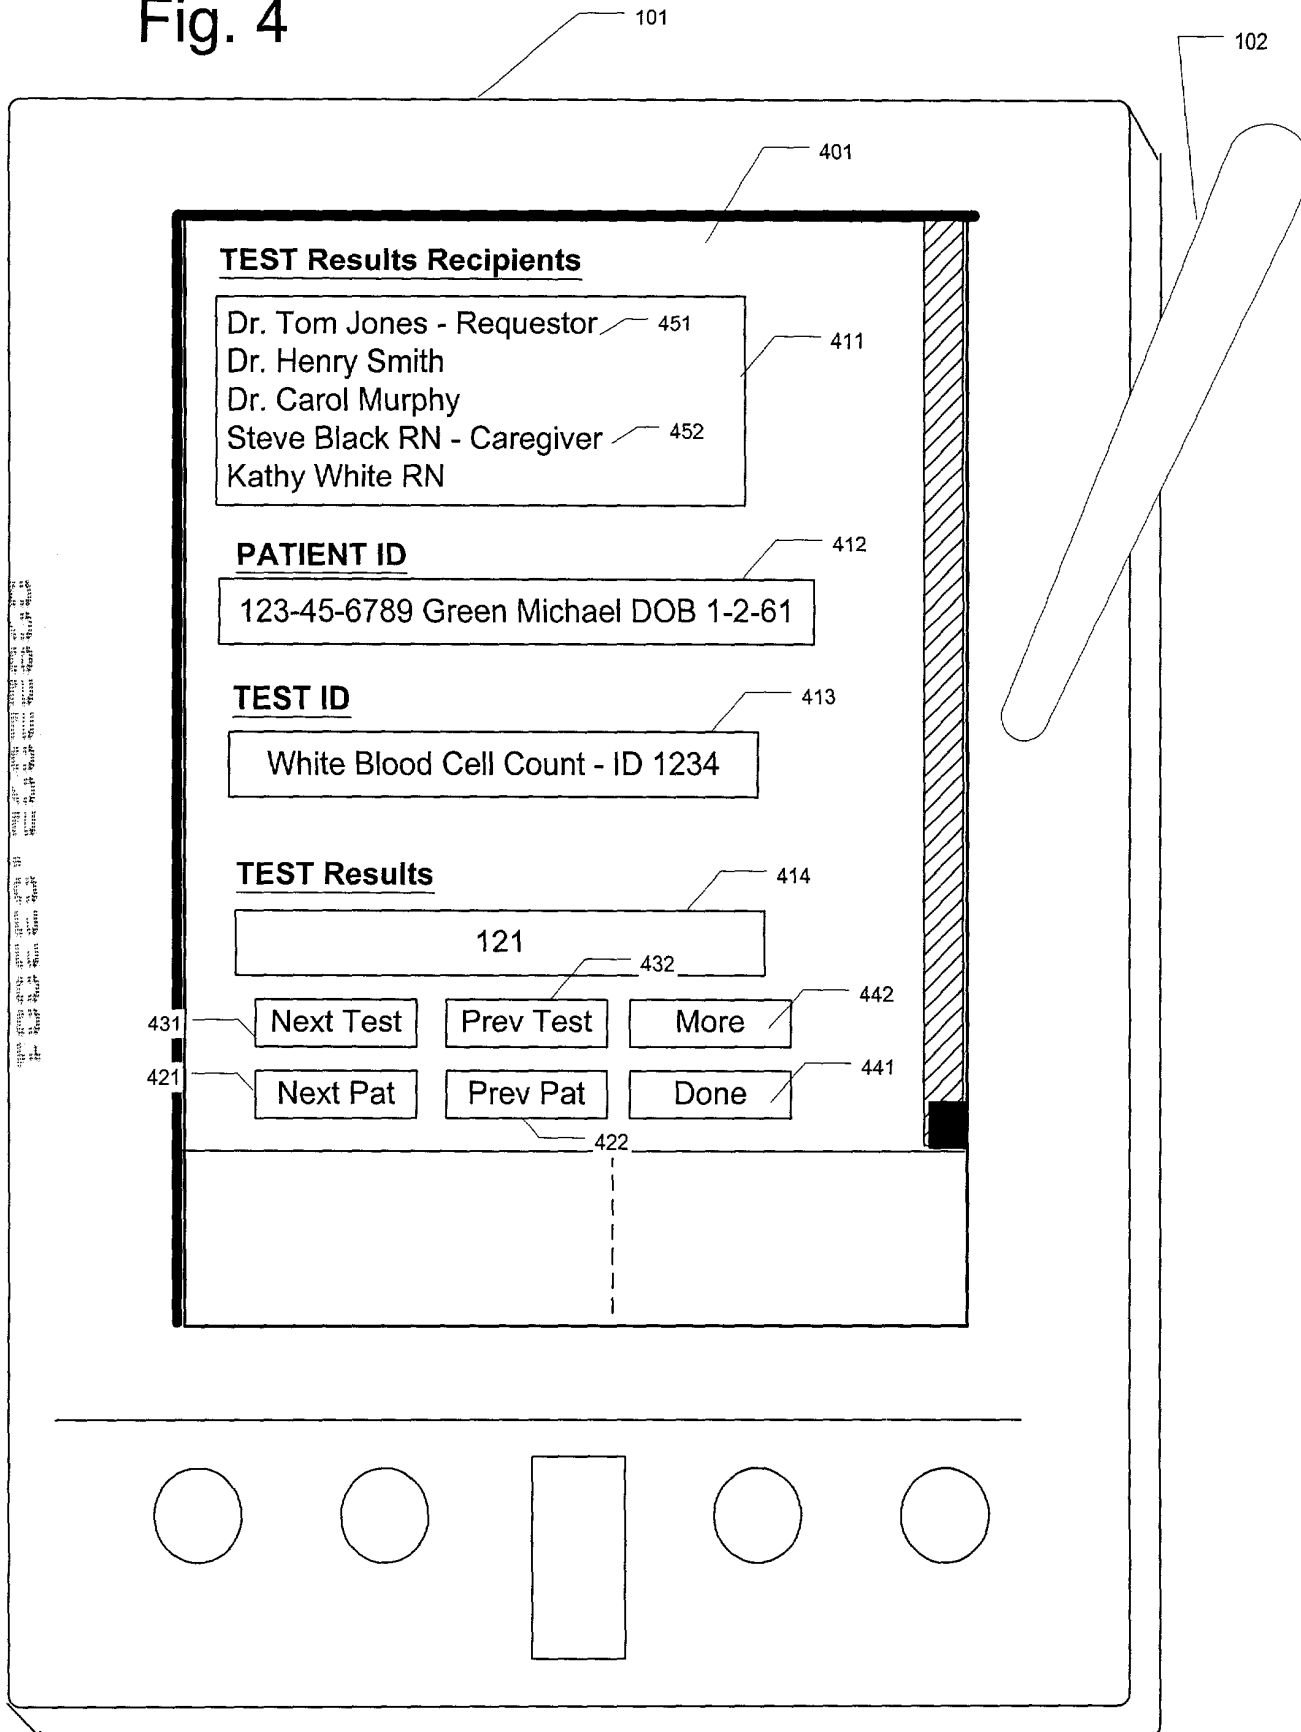 Fig. 4
101
102
401
TEST Results Recipients
Dr. Tom Jones - Requestor 451
411
Dr. Henry Smith
Dr. Carol Murphy
Steve Black RN - Caregiver 452
Kathy White RN
412
PATIENT ID
123-45-6789 Green Michael DOB 1-2-61
413
TEST ID
White Blood Cell Count - ID 1234
414
TEST Results
121
432
442
431 Next Test Prev Test More
441
421 Next Pat Prev Pat Done
422